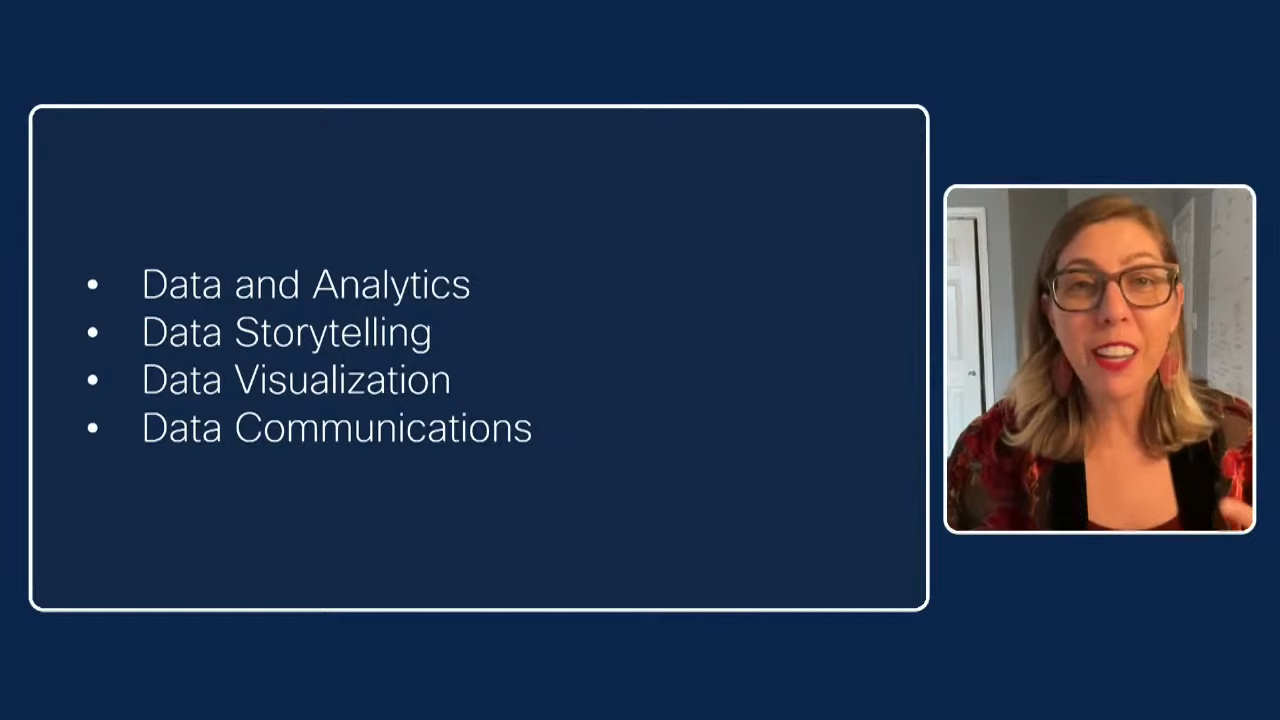 • Data and Analytics
• Data Storytelling
• Data Visualization
• Data Communications